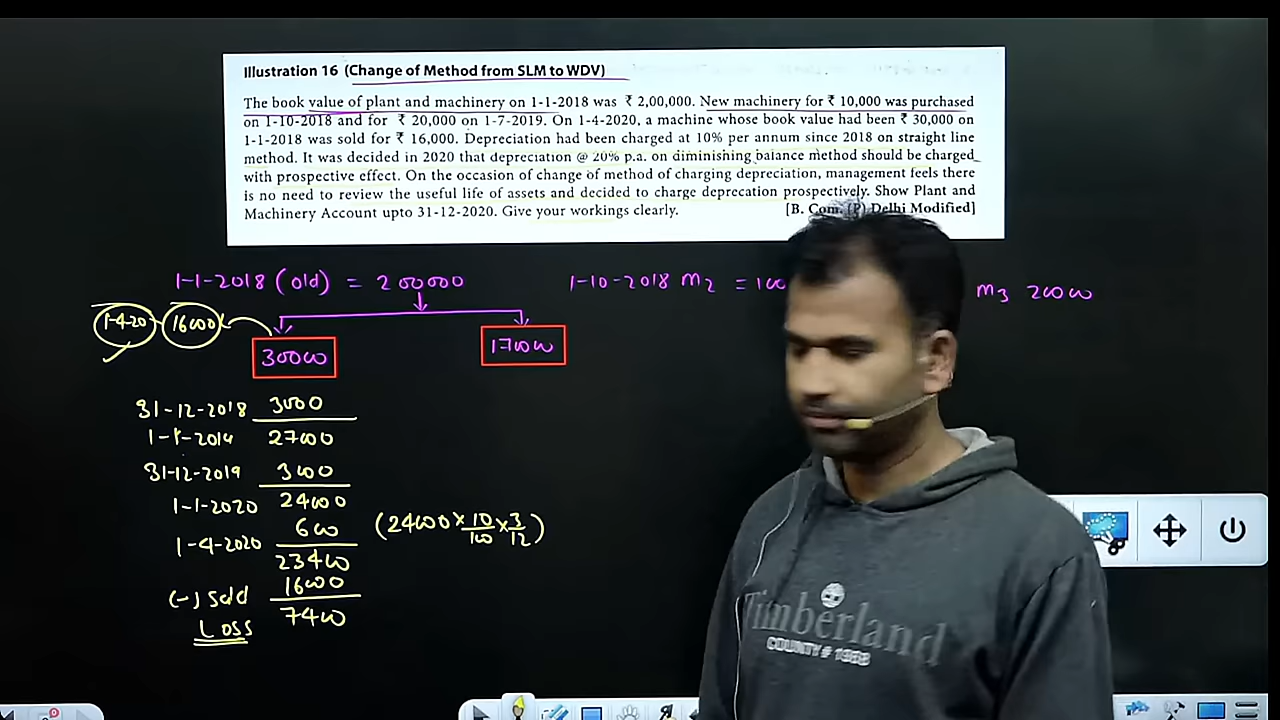 Illustration 16 (Change of Method from SLM to WDV)
The book value of plant and machinery on 1-1-2018 was ₹ 2,00,000. New machinery for ₹ 10,000 was purchased
on 1-10-2018 and for ₹ 20,000 on 1-7-2019. On 1-4-2020, a machine whose book value had been ₹ 30,000 on
1-1-2018 was sold for ₹ 16,000. Depreciation had been charged at 10% per annum since 2018 on straight line
method. It was decided in 2020 that depreciation @ 20% p.a. on diminishing balance method should be charged
with prospective effect. On the occasion of change of method of charging depreciation, management feels there
is no need to review the useful life of assets and decided to charge deprecation prospectively. Show Plant and
Machinery Account upto 31-12-2020. Give your workings clearly. [B. Com. (P) Delhi Modified]
1-1-2018 (old) = 200000
1-10-2018 M2 = 100
M3 20000
1-4-20 16000
30000
170000
31-12-2018 3000
27000
31-12-2019 3000
1-1-2020 24000
1-4-2020 600 (24000 × 10/100 × 3/12)
23400
(-) Sold 16000
Loss 7400
Timberland
COUNTY # 1988